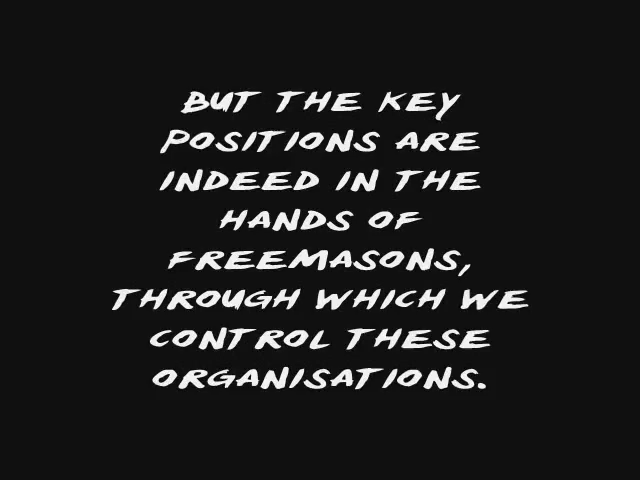 BUT THE KEY
POSITIONS ARE
INDEED IN THE
HANDS OF
FREEMASONS,
THROUGH WHICH WE
CONTROL THESE
ORGANISATIONS.